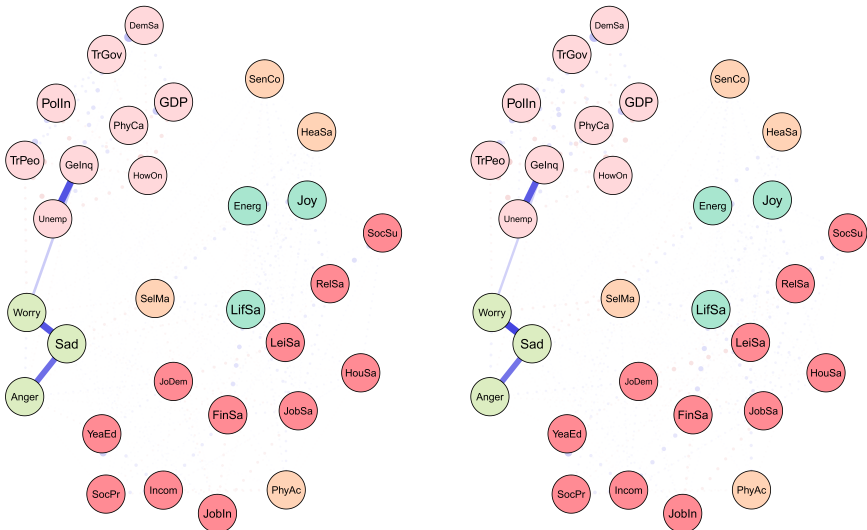 DemSa
TrGov
SenCo
PolIn
GDP
PhyCa
HeaSa
TrPeo
GeInq
HowOn
Energ
Joy
Unemp
SocSu
RelSa
SelMa
LifSa
Worry
Sad
LeiSa
HouSa
JoDem
Anger
FinSa
JobSa
YeaEd
SocPr
Incom
PhyAc
JobIn
DemSa
TrGov
SenCo
PolIn
GDP
PhyCa
HeaSa
TrPeo
GeInq
HowOn
Energ
Joy
Unemp
SocSu
RelSa
SelMa
LifSa
Worry
Sad
LeiSa
HouSa
JoDem
Anger
FinSa
JobSa
YeaEd
SocPr
Incom
PhyAc
JobIn